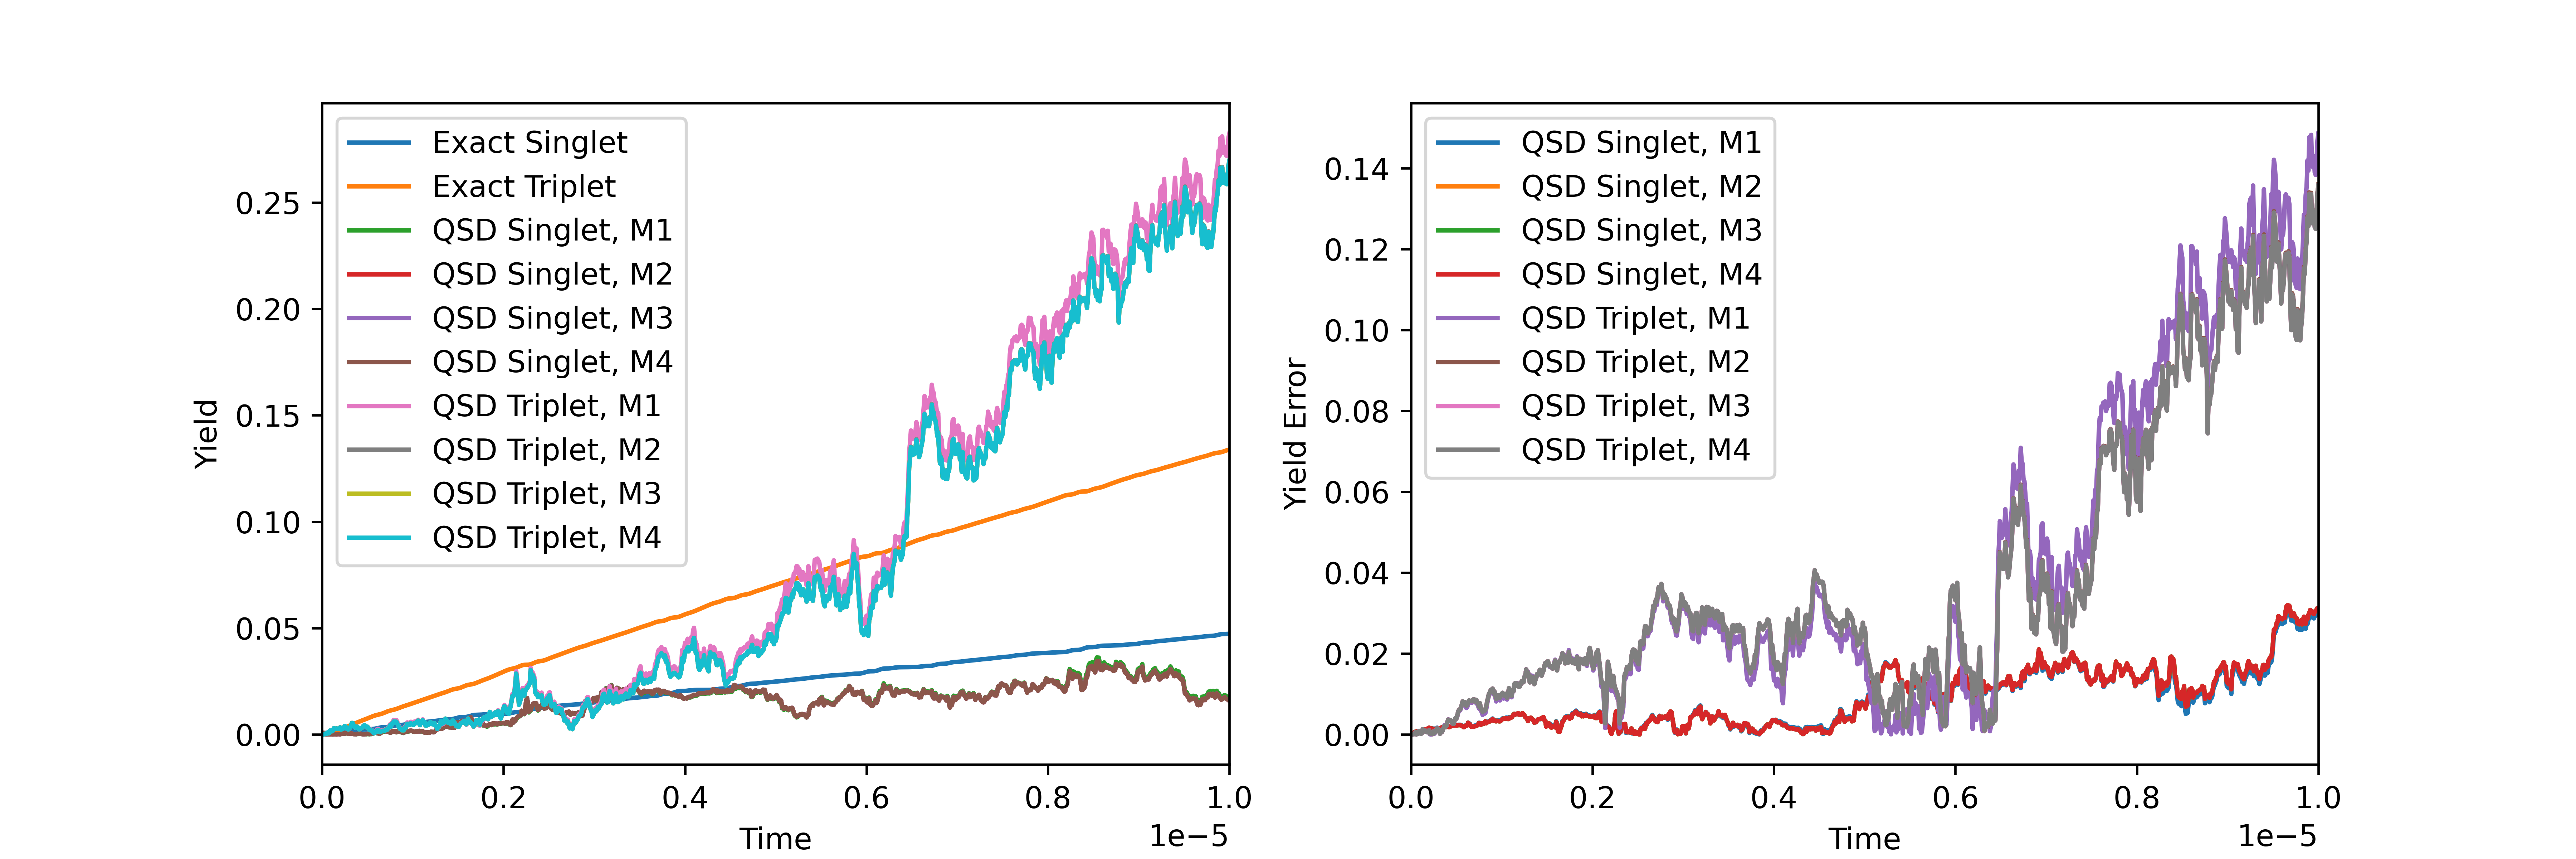 Exact Singlet
Exact Triplet
QSD Singlet, M1
QSD Singlet, M2
QSD Singlet, M3
QSD Singlet, M4
QSD Triplet, M1
QSD Triplet, M2
QSD Triplet, M3
QSD Triplet, M4
0.25
0.20
0.15
0.10
0.05
0.00
Yield
0.0 0.2 0.4 0.6 0.8 1.0
Time
1e−5
QSD Singlet, M1
QSD Singlet, M2
QSD Singlet, M3
QSD Singlet, M4
QSD Triplet, M1
QSD Triplet, M2
QSD Triplet, M3
QSD Triplet, M4
0.14
0.12
0.10
0.08
0.06
0.04
0.02
0.00
Yield Error
0.0 0.2 0.4 0.6 0.8 1.0
Time
1e−5